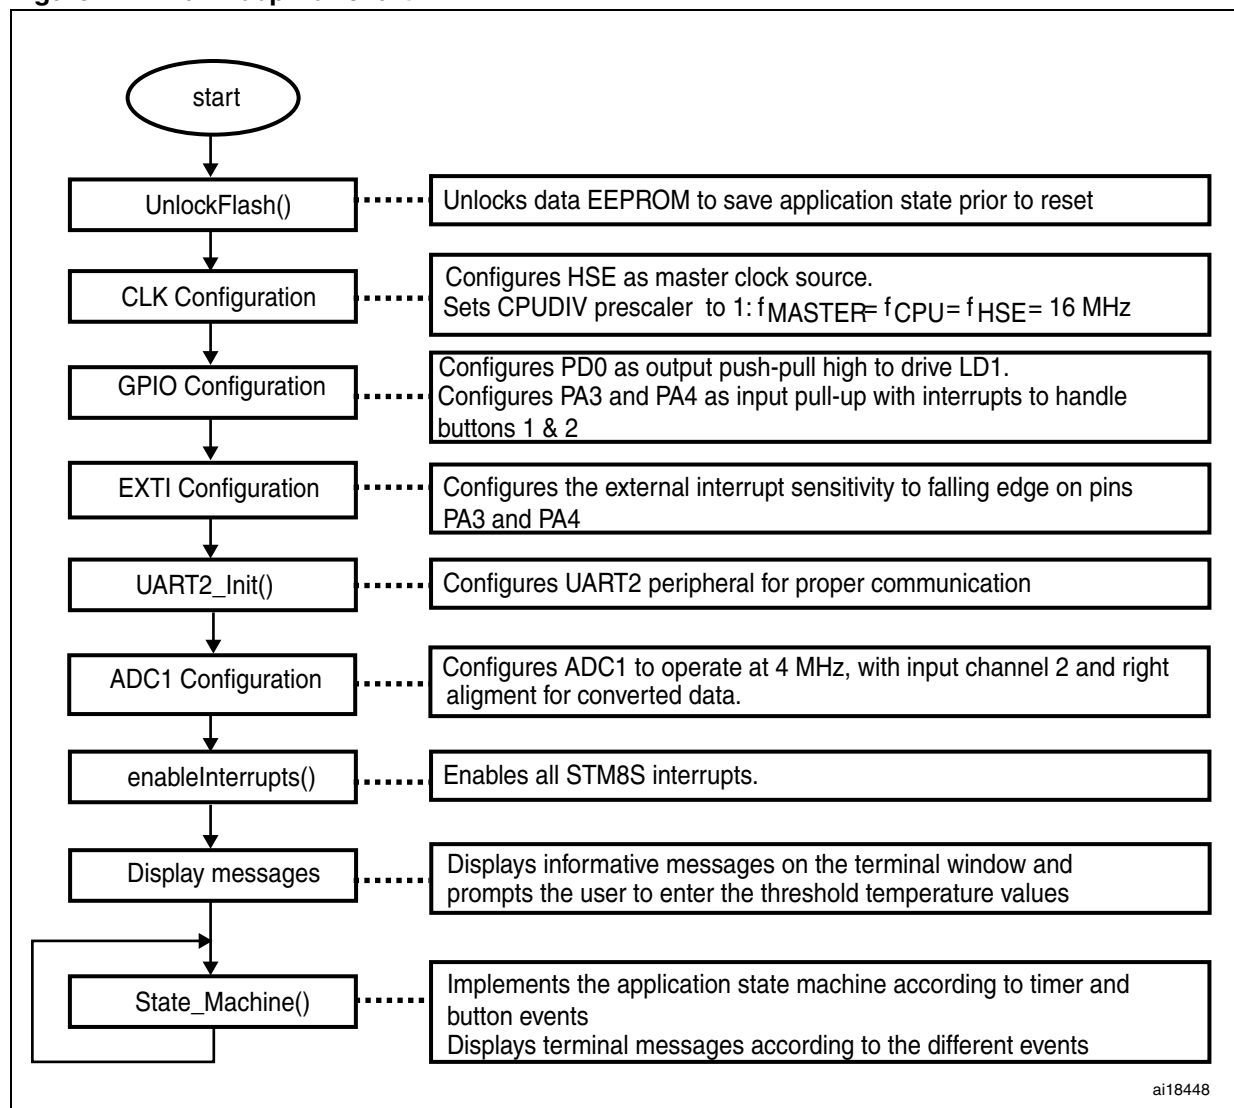 start
UnlockFlash()
Unlocks data EEPROM to save application state prior to reset
CLK Configuration
Configures HSE as master clock source.
Sets CPUDIV prescaler to 1: fMASTER= fCPU= fHSE= 16 MHz
GPIO Configuration
Configures PD0 as output push-pull high to drive LD1.
Configures PA3 and PA4 as input pull-up with interrupts to handle
buttons 1 & 2
EXTI Configuration
Configures the external interrupt sensitivity to falling edge on pins
PA3 and PA4
UART2_Init()
Configures UART2 peripheral for proper communication
ADC1 Configuration
Configures ADC1 to operate at 4 MHz, with input channel 2 and right
aligment for converted data.
enableInterrupts()
Enables all STM8S interrupts.
Display messages
Displays informative messages on the terminal window and
prompts the user to enter the threshold temperature values
State_Machine()
Implements the application state machine according to timer and
button events
Displays terminal messages according to the different events
ai18448